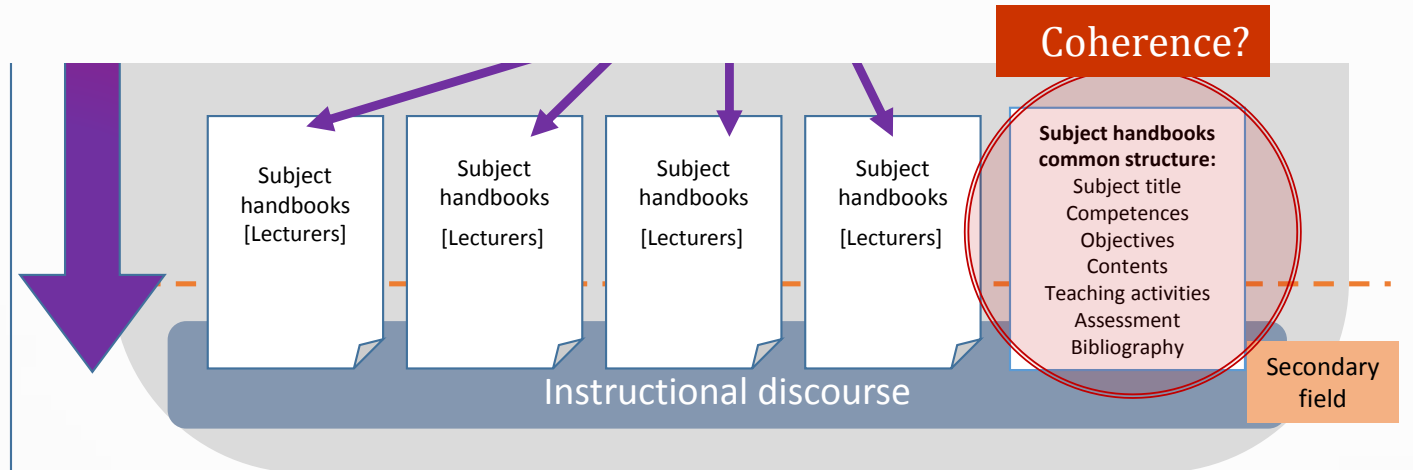 Coherence?
Subject
handbooks
[Lecturers]
Subject
handbooks
[Lecturers]
Subject
handbooks
[Lecturers]
Subject
handbooks
[Lecturers]
Subject handbooks
common structure:
Subject title
Competences
Objectives
Contents
Teaching activities
Assessment
Bibliography
Instructional discourse
Secondary
field